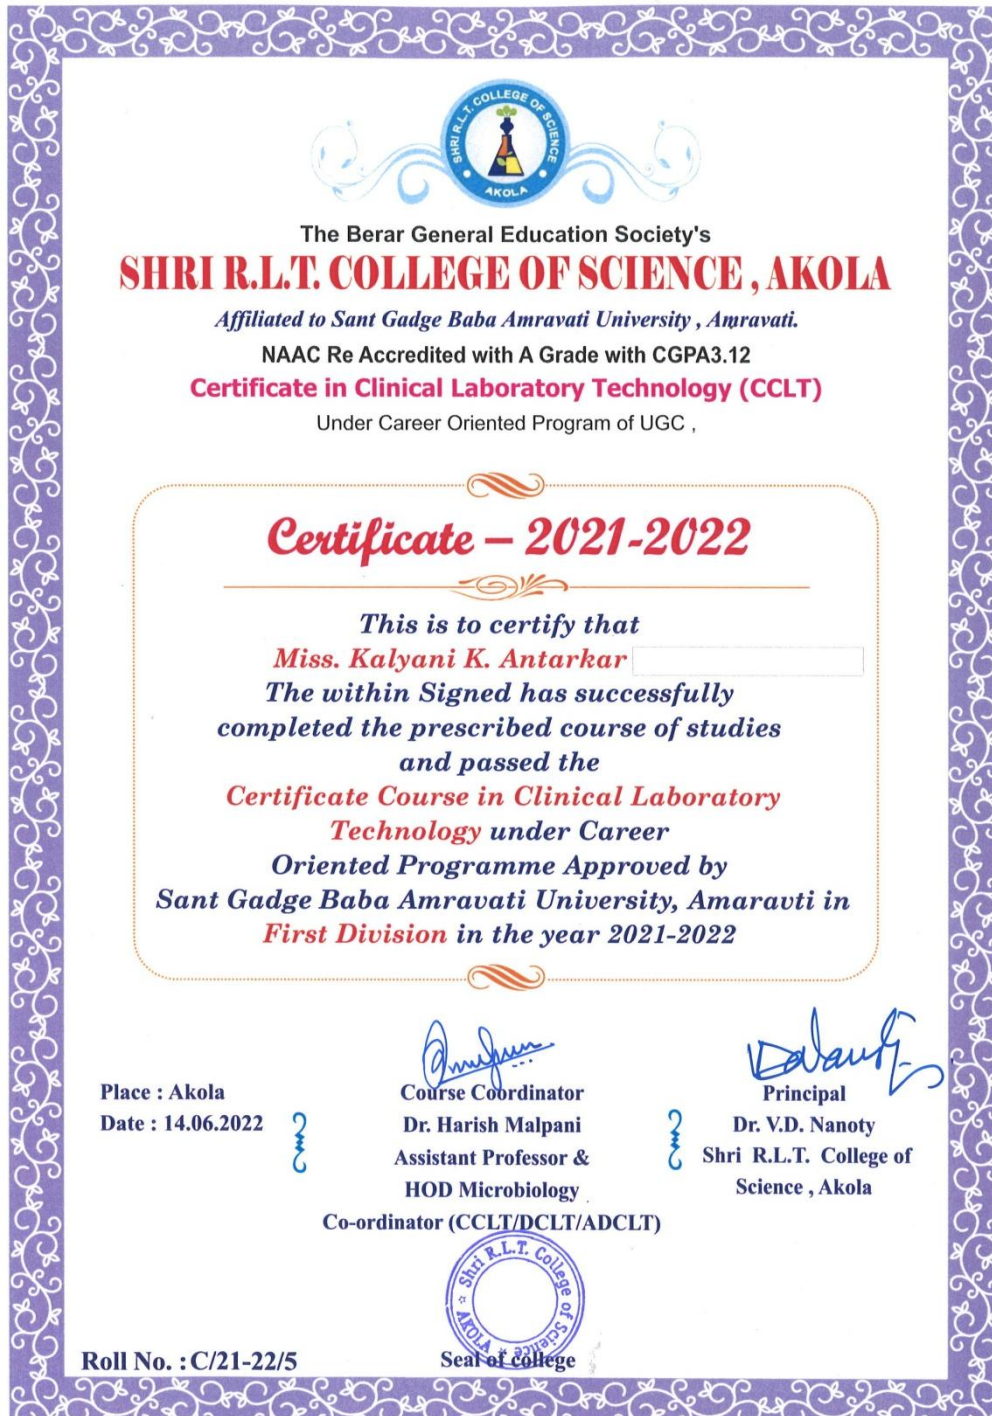 SHRI R.L.T. COLLEGE OF SCIENCE
AKOLA
The Berar General Education Society's
SHRI R.L.T. COLLEGE OF SCIENCE , AKOLA
Affiliated to Sant Gadge Baba Amravati University , Amravati.
NAAC Re Accredited with A Grade with CGPA3.12
Certificate in Clinical Laboratory Technology (CCLT)
Under Career Oriented Program of UGC ,
Certificate – 2021-2022
This is to certify that
Miss. Kalyani K. Antarkar
The within Signed has successfully
completed the prescribed course of studies
and passed the
Certificate Course in Clinical Laboratory
Technology under Career
Oriented Programme Approved by
Sant Gadge Baba Amravati University, Amaravti in
First Division in the year 2021-2022
Place : Akola
Date : 14.06.2022
Course Coordinator
Dr. Harish Malpani
Assistant Professor &
HOD Microbiology
Co-ordinator (CCLT/DCLT/ADCLT)
Principal
Dr. V.D. Nanoty
Shri R.L.T. College of
Science , Akola
Shri R.L.T. College of Science
AKOLA
Roll No. : C/21-22/5
Seal of college